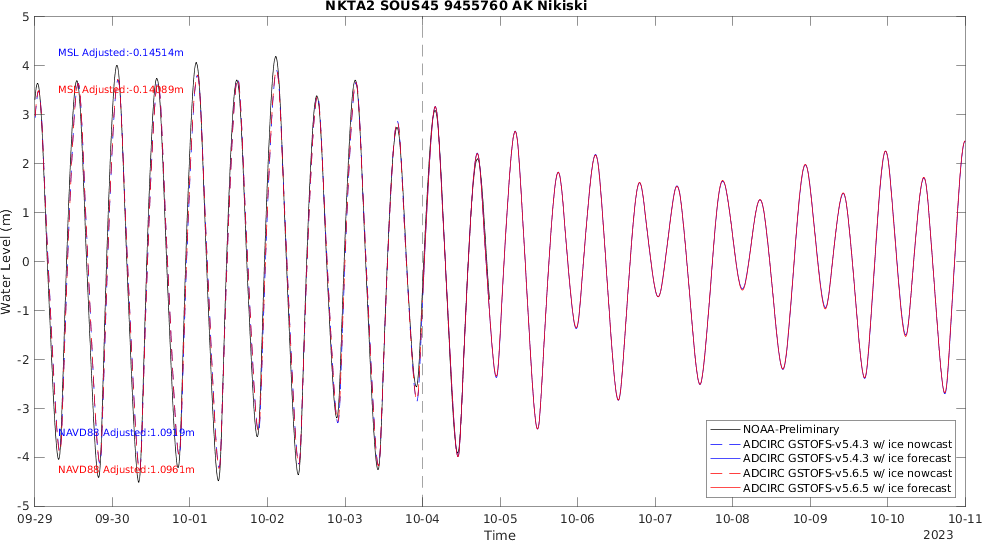 NKTA2 SOUS45 9455760 AK Nikiski
MSL Adjusted:-0.14514m
MSL Adjusted:-0.14089m
NAVD88 Adjusted:1.0919m
NAVD88 Adjusted:1.0961m
Water Level (m)
5
4
3
2
1
0
-1
-2
-3
-4
-5
NOAA-Preliminary
ADCIRC GSTOFS-v5.4.3 w/ ice nowcast
ADCIRC GSTOFS-v5.4.3 w/ ice forecast
ADCIRC GSTOFS-v5.6.5 w/ ice nowcast
ADCIRC GSTOFS-v5.6.5 w/ ice forecast
09-29 09-30 10-01 10-02 10-03 10-04 10-05 10-06 10-07 10-08 10-09 10-10 10-11
Time
2023